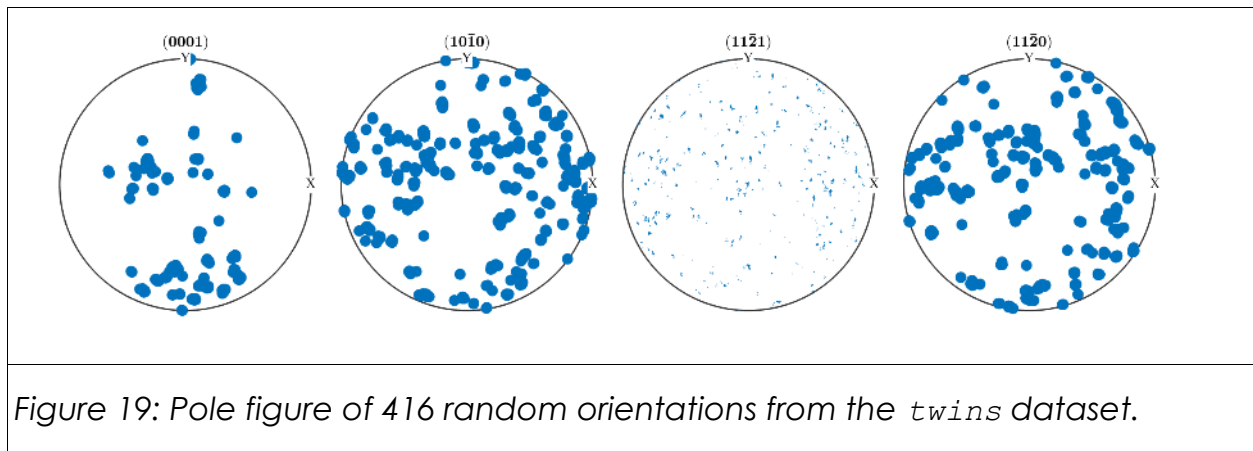 (0001) (101̄0) (112̄1) (112̄0)
Y Y Y Y
X X X X
Figure 19: Pole figure of 416 random orientations from the twins dataset.